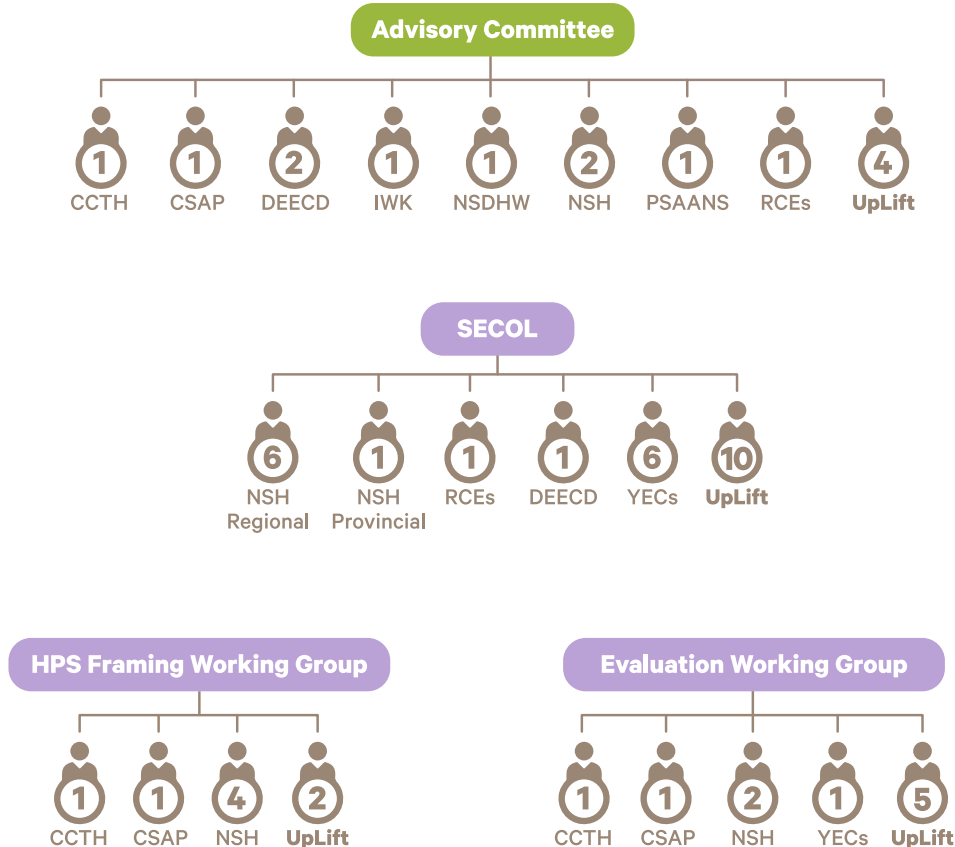 Advisory Committee
1 1 2 1 1 2 1 1 4
CCTH CSAP DEECD IWK NSDHW NSH PSAANS RCEs UpLift
SECOL
6 1 1 1 6 10
NSH NSH RCEs DEECD YECs UpLift
Regional Provincial
HPS Framing Working Group
1 1 4 2
CCTH CSAP NSH UpLift
Evaluation Working Group
1 1 2 1 5
CCTH CSAP NSH YECs UpLift